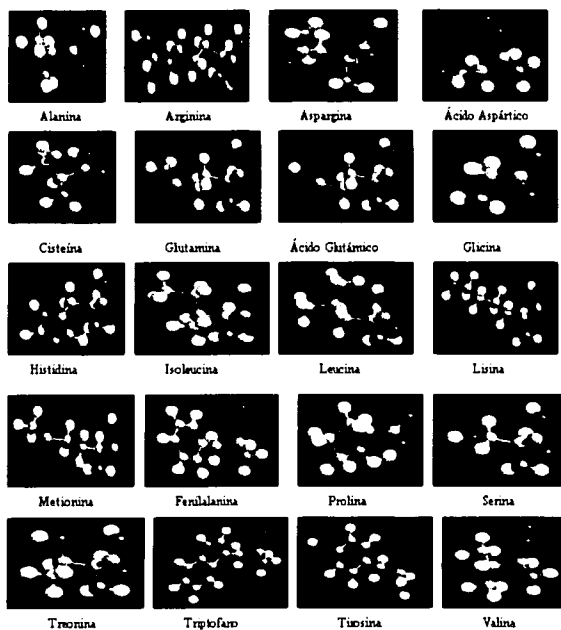 Alanina Arginina Aspargina Ácido Aspártico
Cisteína Glutamina Ácido Glutámico Glicina
Histidina Isoleucina Leucina Lisina
Metionina Fenilalanina Prolina Serina
Treonina Triptofano Tirosina Valina